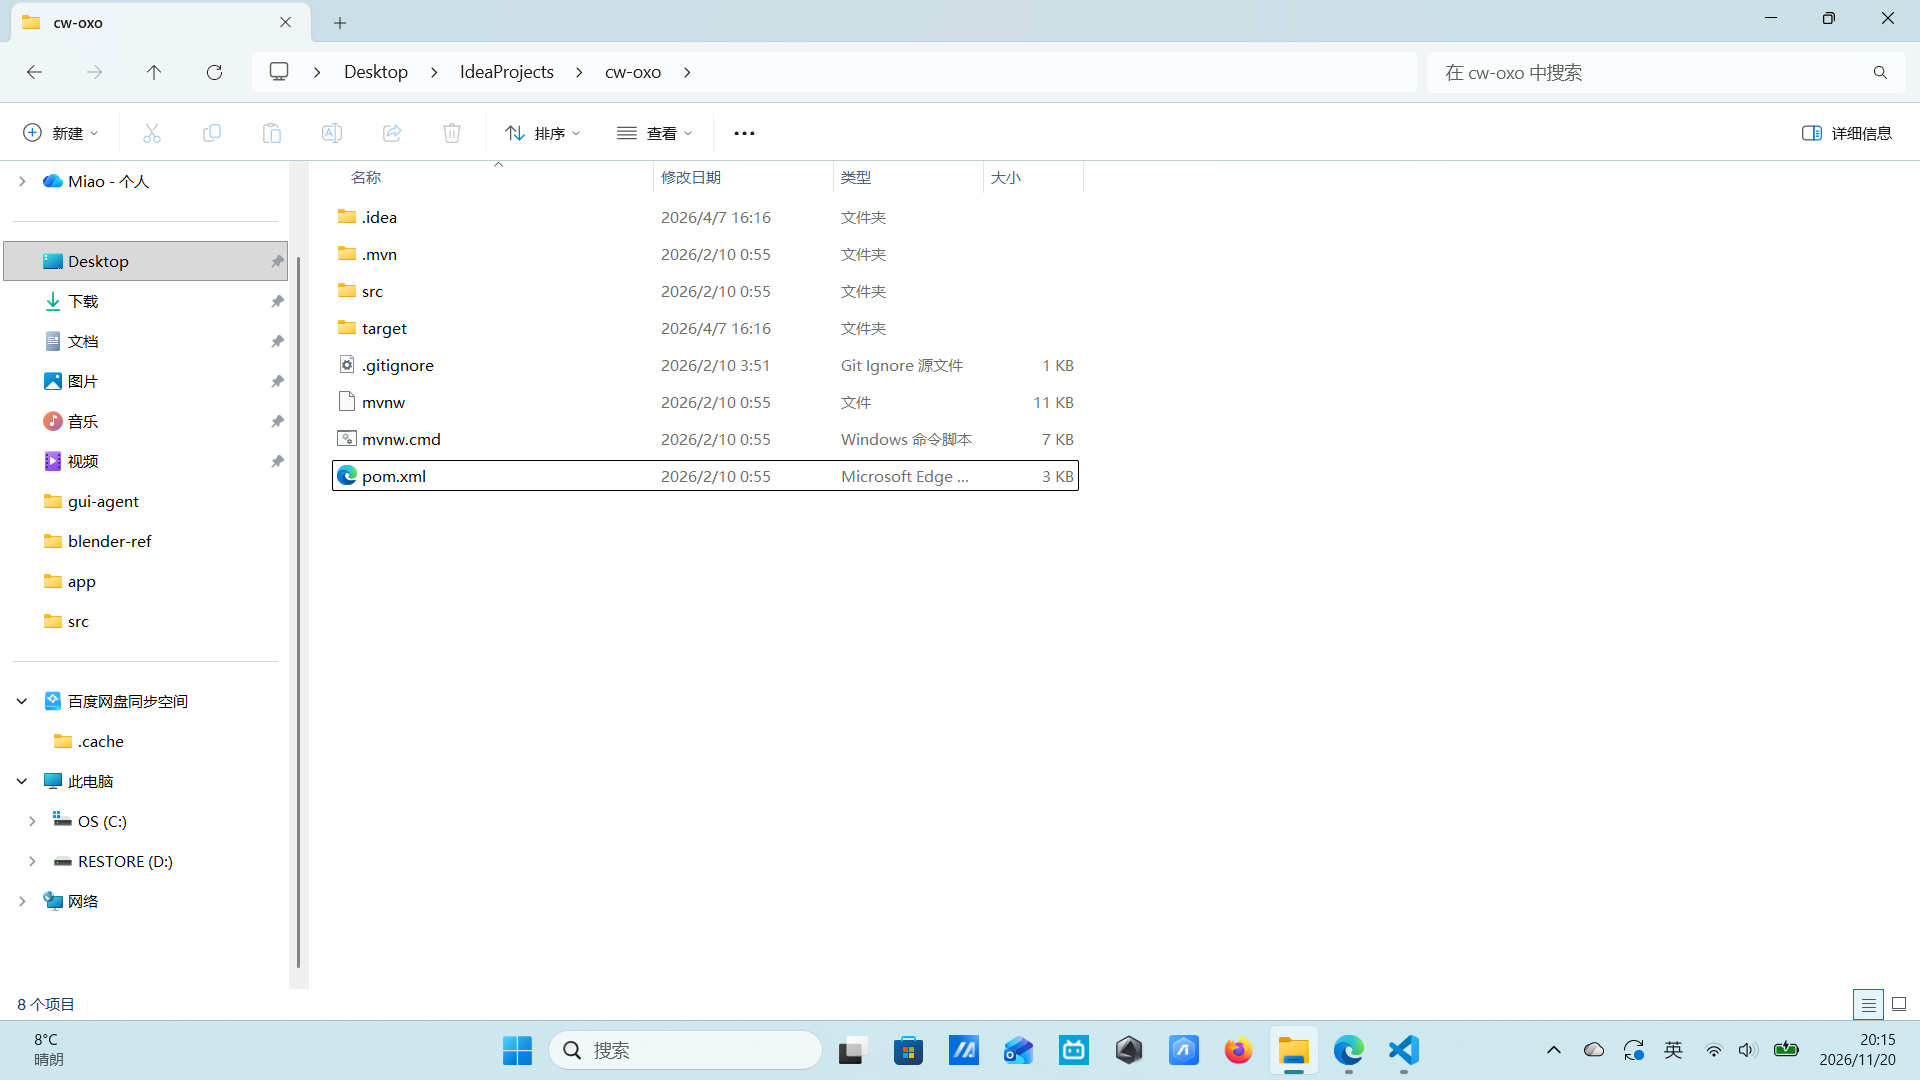 cw-oxo
Desktop
IdeaProjects
cw-oxo
在 cw-oxo 中搜索
新建
排序
查看
详细信息
名称
修改日期
类型
大小
.idea 2026/4/7 16:16 文件夹
.mvn 2026/2/10 0:55 文件夹
src 2026/2/10 0:55 文件夹
target 2026/4/7 16:16 文件夹
.gitignore 2026/2/10 3:51 Git Ignore 源文件 1 KB
mvnw 2026/2/10 0:55 文件 11 KB
mvnw.cmd 2026/2/10 0:55 Windows 命令脚本 7 KB
pom.xml 2026/2/10 0:55 Microsoft Edge ... 3 KB
Miao - 个人
Desktop
下载
文档
图片
音乐
视频
gui-agent
blender-ref
app
src
百度网盘同步空间
.cache
此电脑
OS (C:)
RESTORE (D:)
网络
8 个项目
8°C
晴朗
搜索
英
20:15
2026/11/20